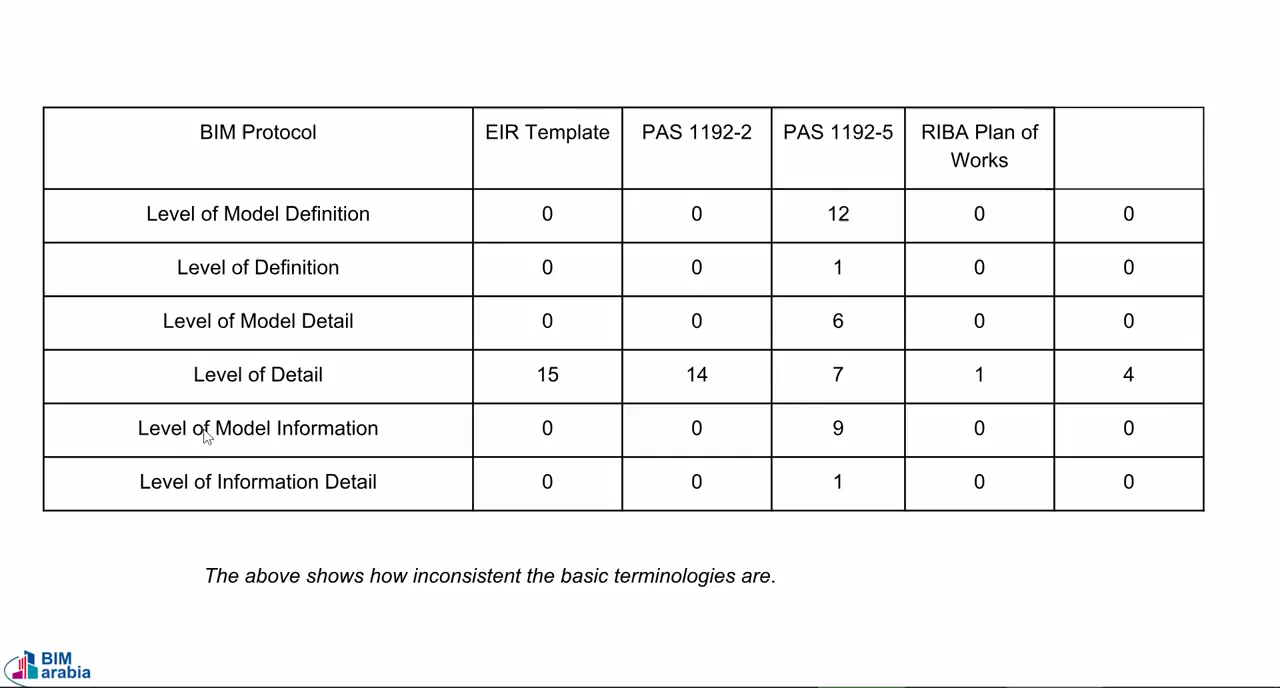 BIM Protocol EIR Template PAS 1192-2 PAS 1192-5 RIBA Plan of
Works
Level of Model Definition 0 0 12 0 0
Level of Definition 0 0 1 0 0
Level of Model Detail 0 0 6 0 0
Level of Detail 15 14 7 1 4
Level of Model Information 0 0 9 0 0
Level of Information Detail 0 0 1 0 0
The above shows how inconsistent the basic terminologies are.
BIM
arabia